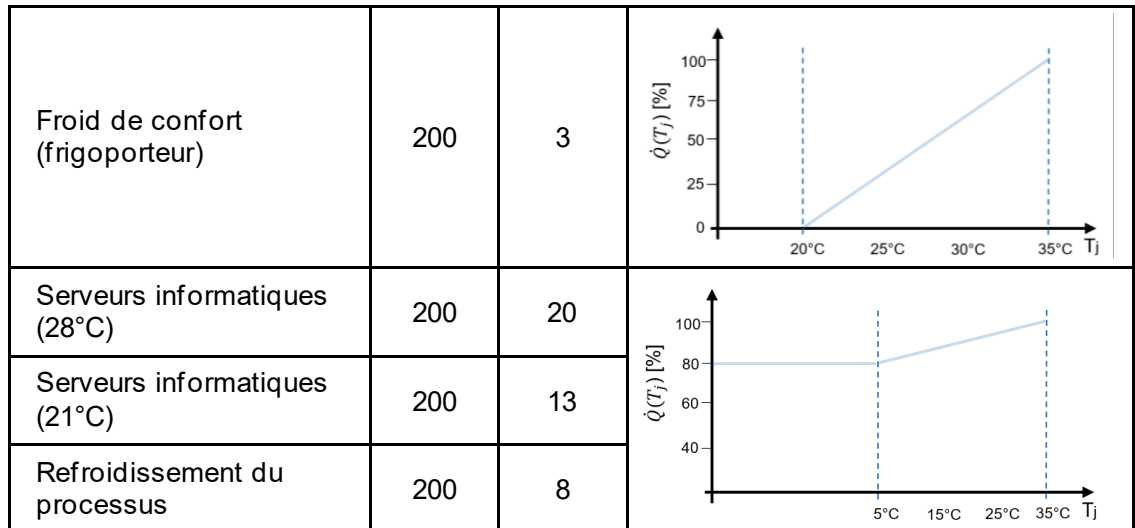 Froid de confort
(frigoporteur)
200
3
Q̇(Tj) [%]
100
75
50
25
0
20°C 25°C 30°C 35°C Tj
Serveurs informatiques
(28°C)
200
20
Serveurs informatiques
(21°C)
200
13
Refroidissement du
processus
200
8
Q̇(Tj) [%]
100
80
60
40
5°C 15°C 25°C 35°C Tj